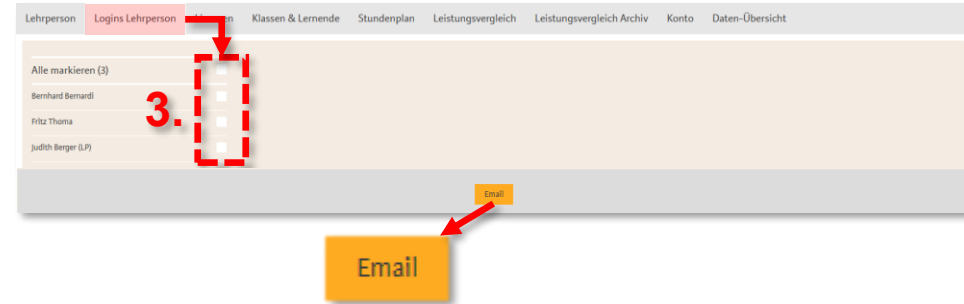 Lehrperson Logins Lehrperson Klassen & Lernende Stundenplan Leistungsvergleich Leistungsvergleich Archiv Konto Daten-Übersicht
Alle markieren (3)
Bernhard Bernardi
3.
Fritz Thoma
Judith Berger (LP)
Email
Email